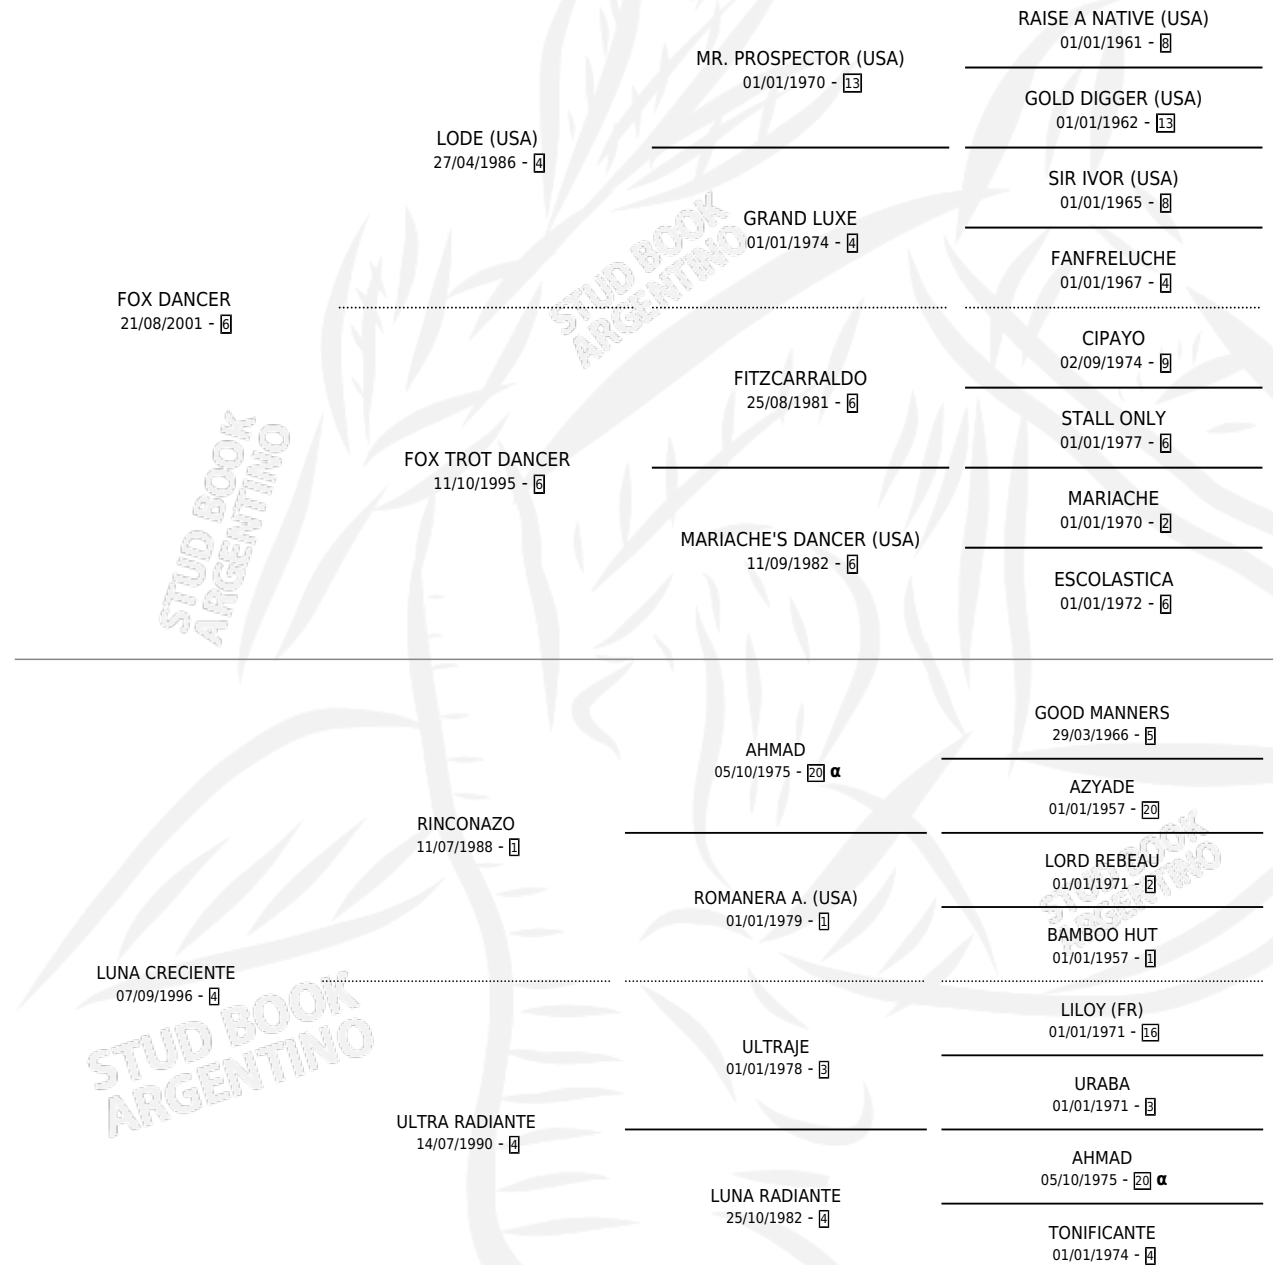 RAISE A NATIVE (USA)
01/01/1961 - 8
MR. PROSPECTOR (USA)
01/01/1970 - 13
GOLD DIGGER (USA)
01/01/1962 - 13
LODE (USA)
27/04/1986 - 4
SIR IVOR (USA)
01/01/1965 - 8
GRAND LUXE
01/01/1974 - 4
FANFRELUCHE
01/01/1967 - 4
FOX DANCER
21/08/2001 - 6
CIPAYO
02/09/1974 - 9
FITZCARRALDO
25/08/1981 - 6
STALL ONLY
01/01/1977 - 6
FOX TROT DANCER
11/10/1995 - 6
MARIACHE
01/01/1970 - 2
MARIACHE'S DANCER (USA)
11/09/1982 - 6
ESCOLASTICA
01/01/1972 - 6
GOOD MANNERS
29/03/1966 - 5
AHMAD
05/10/1975 - 20 α
AZYADE
01/01/1957 - 20
RINCONAZO
11/07/1988 - 1
LORD REBEAU
01/01/1971 - 2
ROMANERA A. (USA)
01/01/1979 - 1
BAMBOO HUT
01/01/1957 - 1
LUNA CRECIENTE
07/09/1996 - 4
LILOY (FR)
01/01/1971 - 16
ULTRAJE
01/01/1978 - 3
URABA
01/01/1971 - 3
ULTRA RADIANTE
14/07/1990 - 4
AHMAD
05/10/1975 - 20 α
LUNA RADIANTE
25/10/1982 - 4
TONIFICANTE
01/01/1974 - 4
STUD BOOK
ARGENTINO
STUD BOOK
ARGENTINO
STUD BOOK
ARGENTINO
STUD BOOK
ARGENTINO